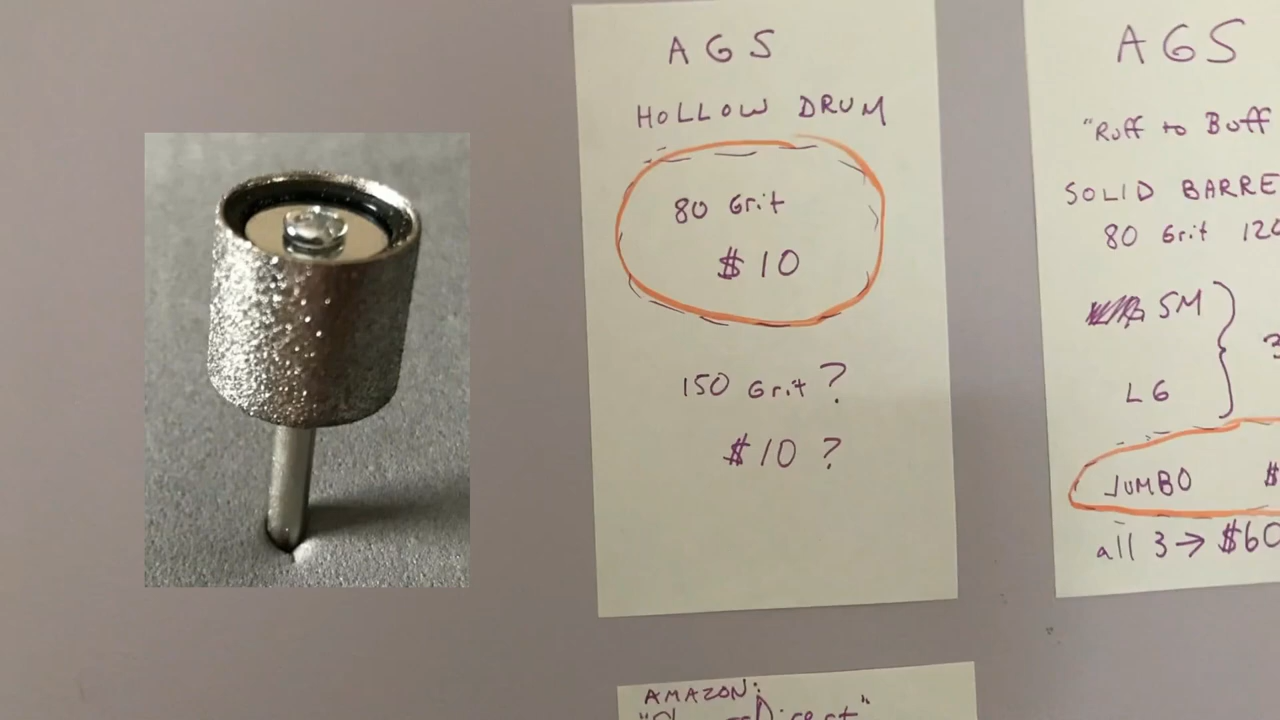 AGS
HOLLOW DRUM
80 Grit
$10
150 Grit?
$10 ?
AGS
"Ruff to Buff
SOLID BARRE
80 Grit 120
SM
LG
JUMBO $
all 3 → $60
AMAZON: